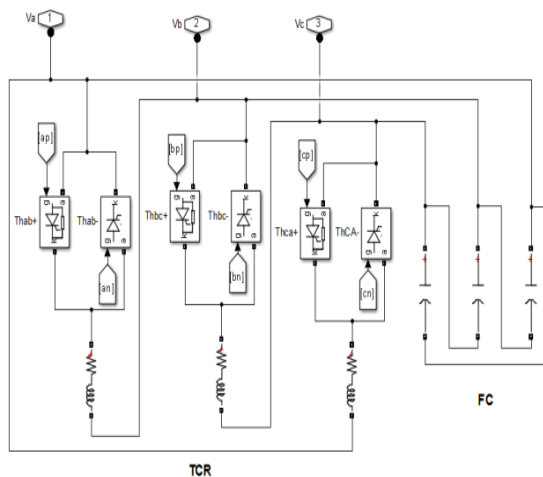 Va
1
Vb
2
Vc
3
[ap]
[bp]
[cp]
g a
k
g k
a
g a
k
g k
a
g a
k
g k
a
Thab+
Thab-
Thbc+
Thbc-
Thca+
ThCA-
[an]
[bn]
[cn]
+
+
+
FC
TCR